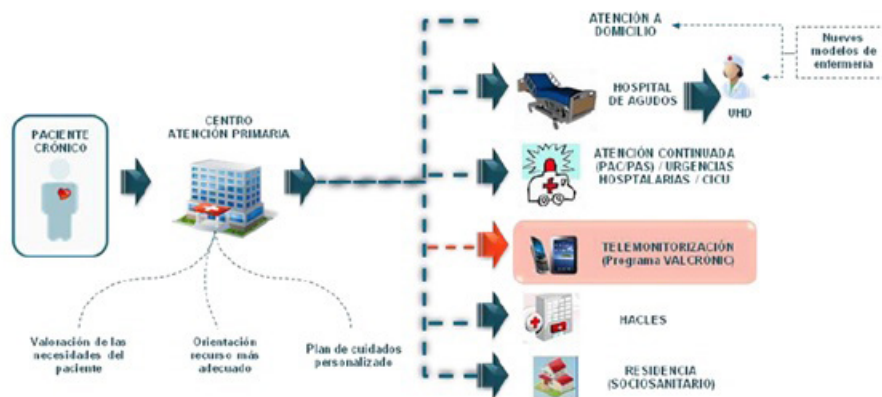 PACIENTE
CRÓNICO
CENTRO
ATENCIÓN PRIMARIA
Valoración de las
necesidades del
paciente
Orientación
recurso más
adecuado
Plan de cuidados
personalizado
ATENCIÓN A
DOMICILIO
Nuevos
modelos de
enfermería
HOSPITAL
DE AGUDOS
UHD
ATENCIÓN CONTINUADA
(PAC/PAS) / URGENCIAS
HOSPITALARIAS / CICU
TELEMONITORIZACIÓN
(Programa VALCRÒNIC)
HACLES
RESIDENCIA
(SOCIOSANITARIO)